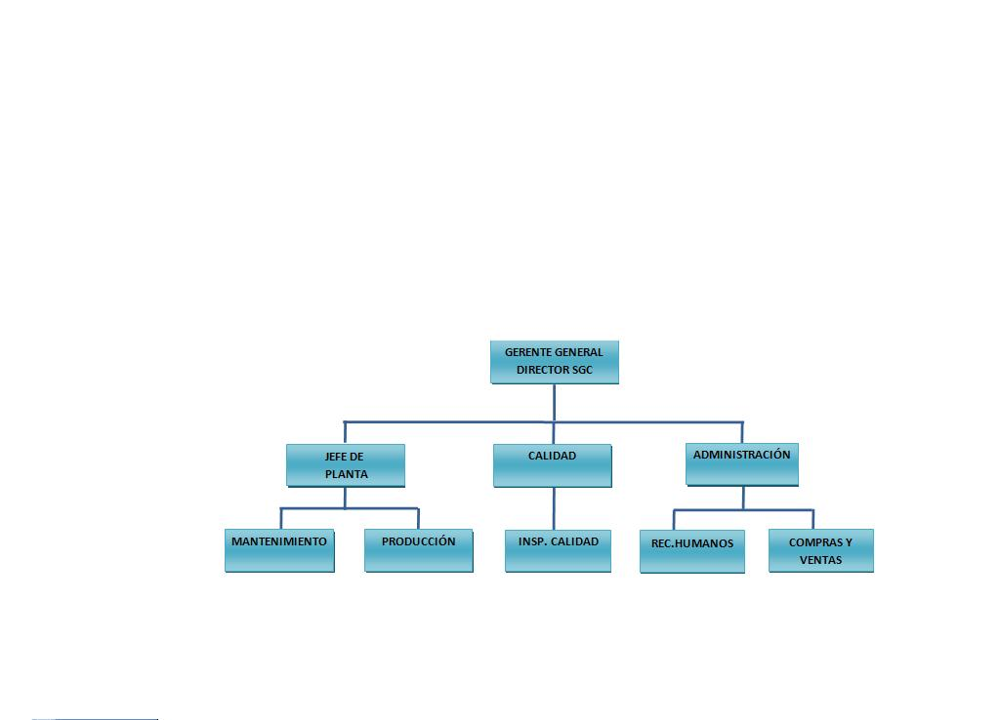 GERENTE GENERAL
DIRECTOR SGC
JEFE DE
PLANTA
CALIDAD
ADMINISTRACIÓN
MANTENIMIENTO
PRODUCCIÓN
INSP. CALIDAD
REC.HUMANOS
COMPRAS Y
VENTAS